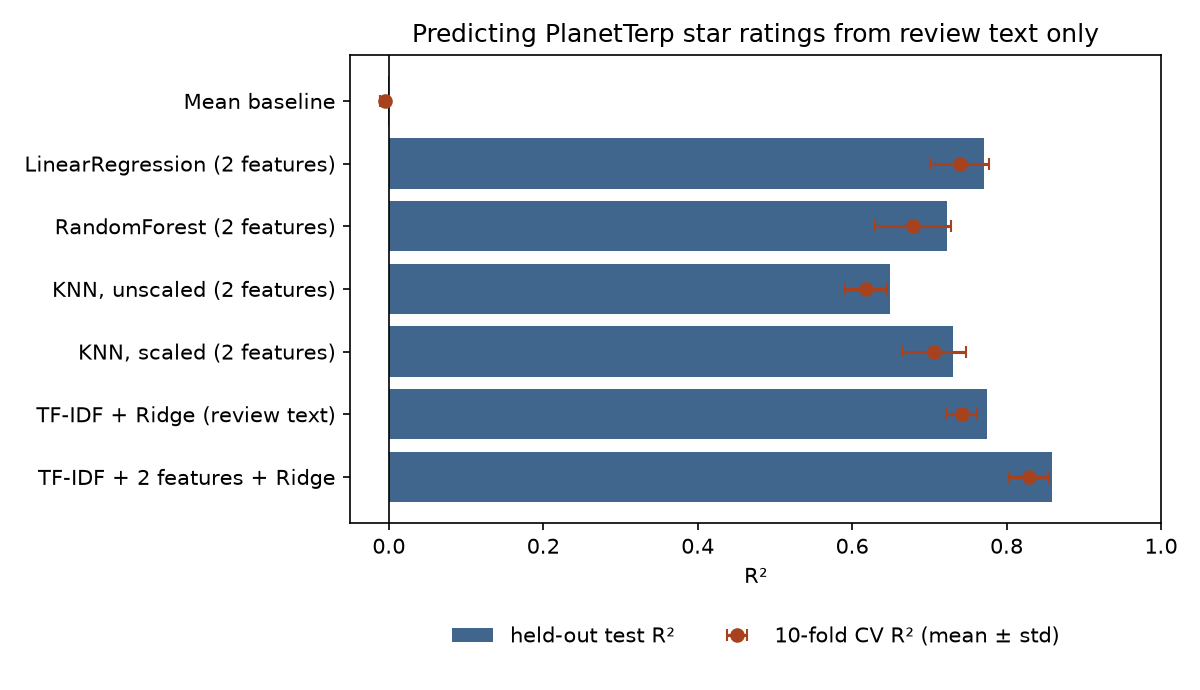 Predicting PlanetTerp star ratings from review text only
Mean baseline
LinearRegression (2 features)
RandomForest (2 features)
KNN, unscaled (2 features)
KNN, scaled (2 features)
TF-IDF + Ridge (review text)
TF-IDF + 2 features + Ridge
0.0 0.2 0.4 0.6 0.8 1.0
R²
held-out test R² 10-fold CV R² (mean ± std)